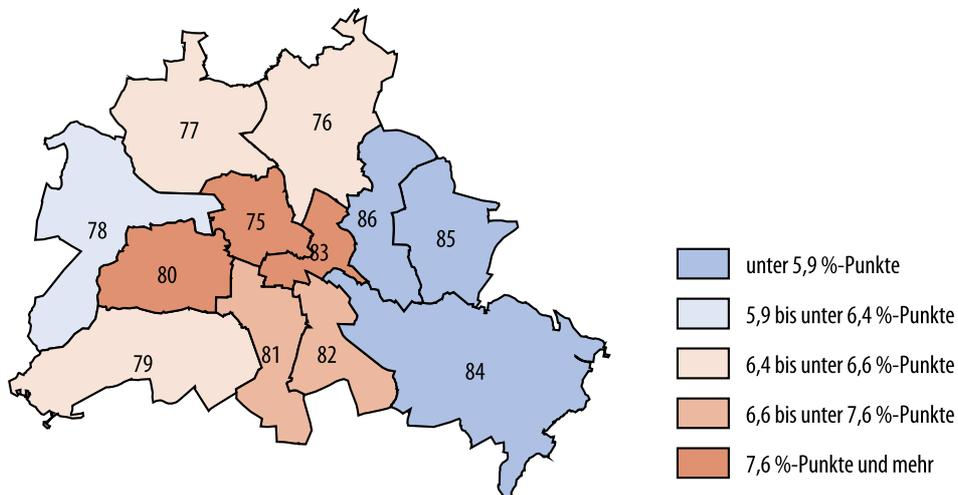 77
76
78
75
83
86
85
80
79
81
82
84
unter 5,9 %-Punkte
5,9 bis unter 6,4 %-Punkte
6,4 bis unter 6,6 %-Punkte
6,6 bis unter 7,6 %-Punkte
7,6 %-Punkte und mehr